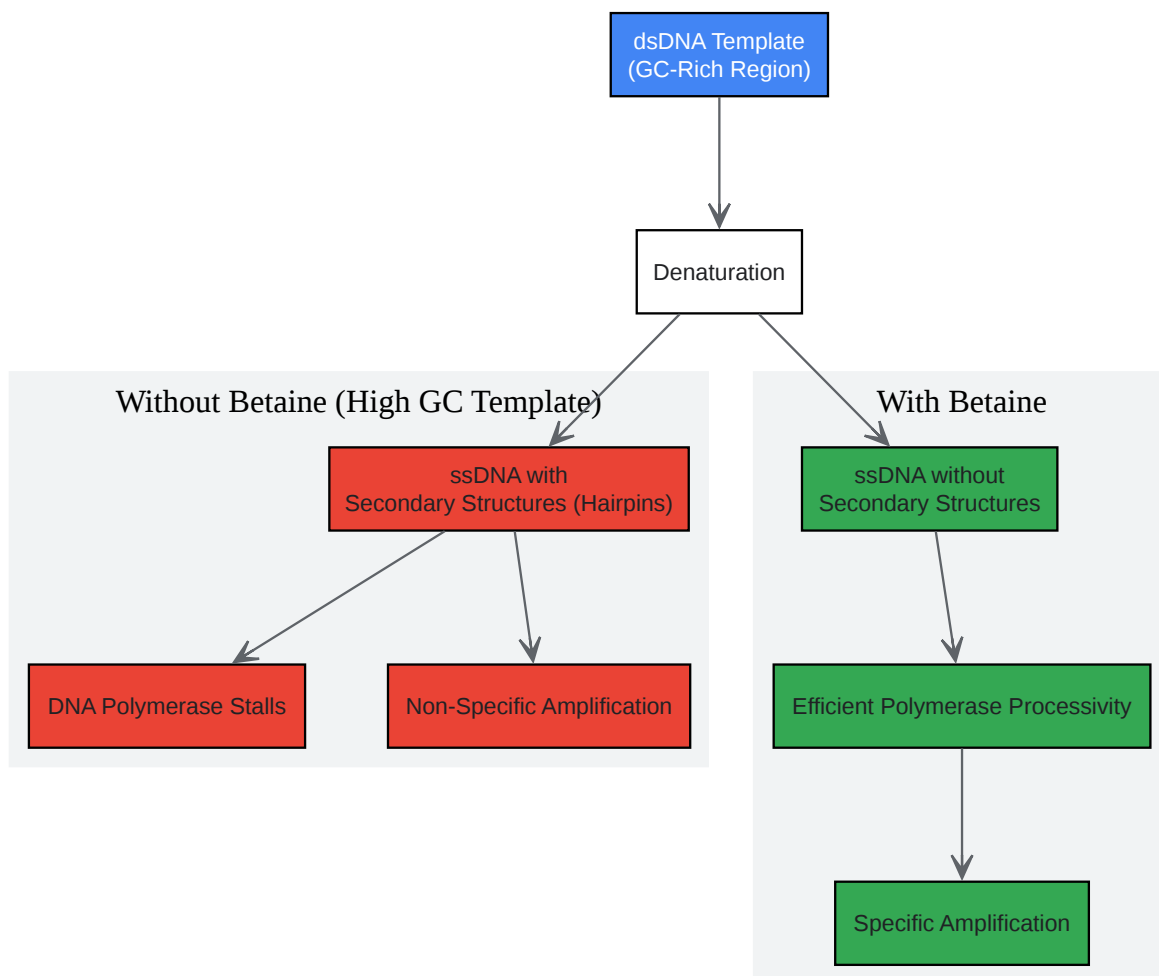 dsDNA Template
(GC-Rich Region)
Denaturation
Without Betaine (High GC Template)
With Betaine
ssDNA with
Secondary Structures (Hairpins)
ssDNA without
Secondary Structures
DNA Polymerase Stalls
Non-Specific Amplification
Efficient Polymerase Processivity
Specific Amplification